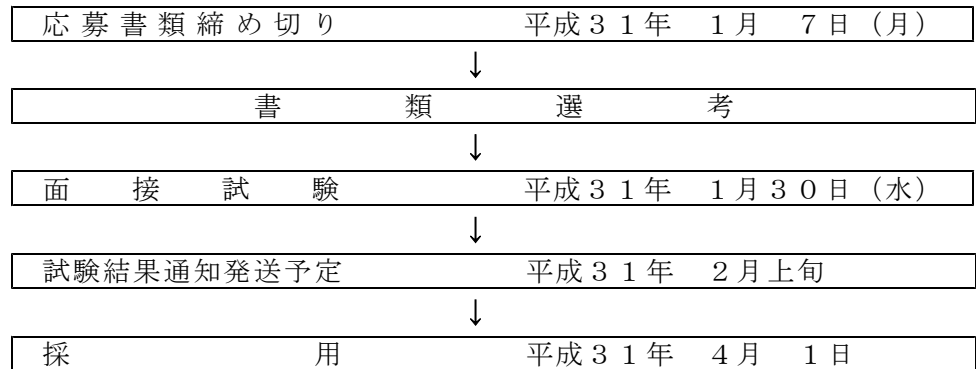 応募書類締め切り　平成３１年　１月　７日（月）
↓
書類選考
↓
面接試験　平成３１年　１月３０日（水）
↓
試験結果通知発送予定　平成３１年　２月上旬
↓
採用　平成３１年　４月　１日